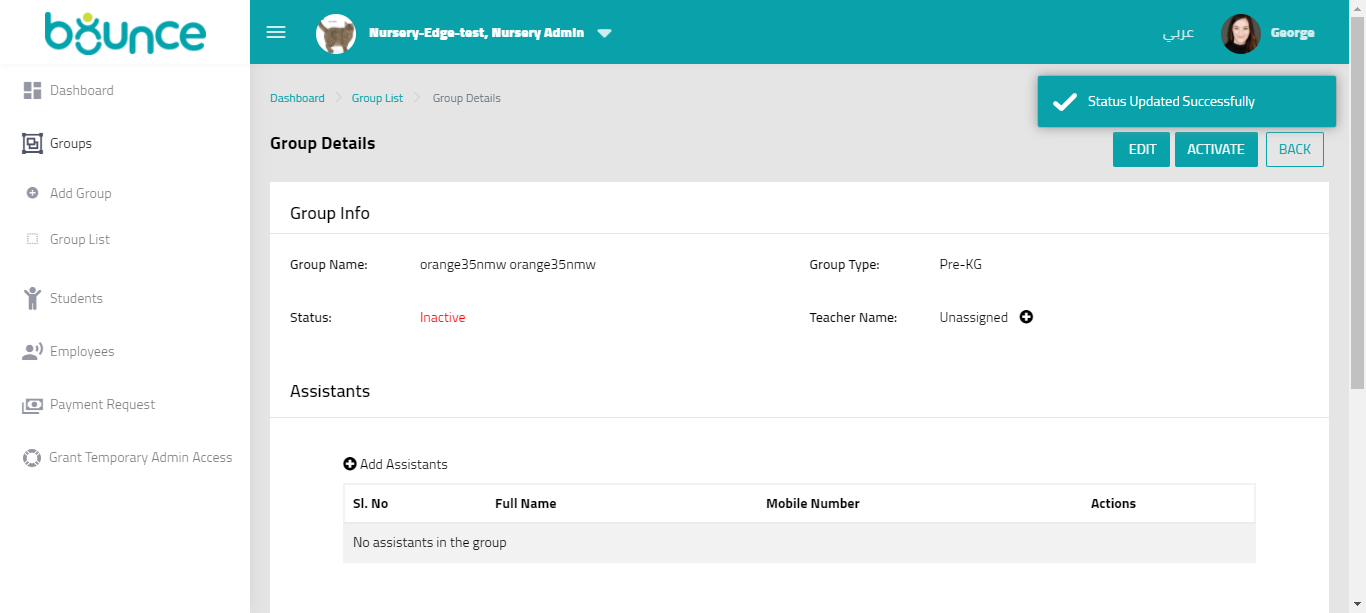 bounce
Nursery-Edge-test, Nursery Admin
عربي
George
Dashboard
Groups
Add Group
Group List
Students
Employees
Payment Request
Grant Temporary Admin Access
Dashboard > Group List > Group Details
Status Updated Successfully
Group Details
EDIT
ACTIVATE
BACK
Group Info
Group Name: orange35nmw orange35nmw
Group Type: Pre-KG
Status: Inactive
Teacher Name: Unassigned
Assistants
Add Assistants
Sl. No Full Name Mobile Number Actions
No assistants in the group